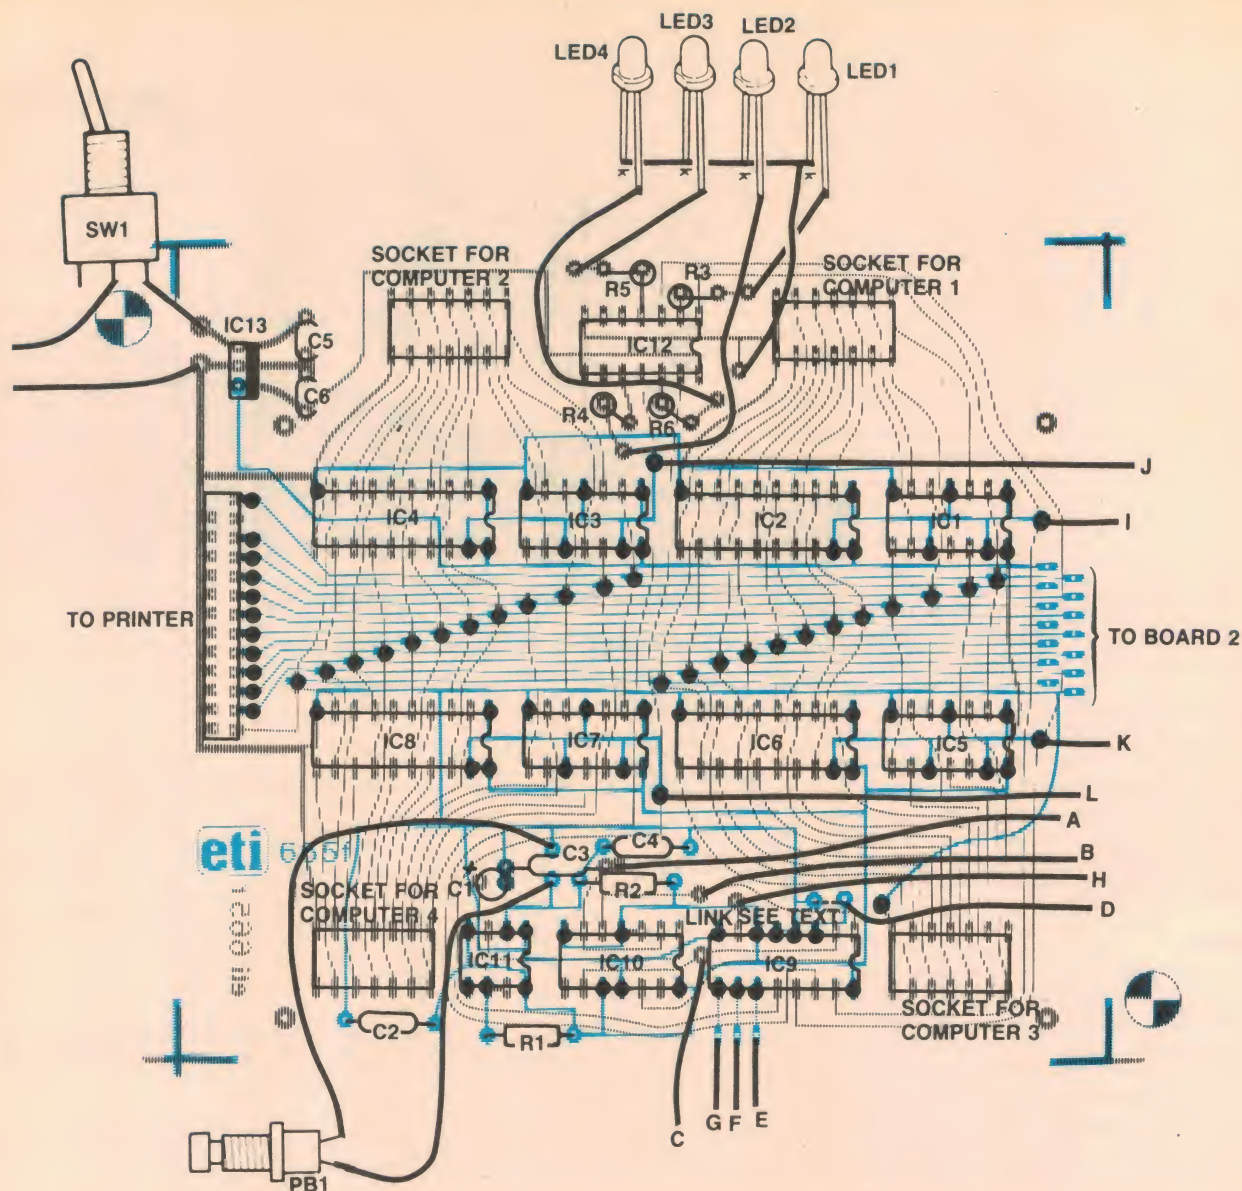 LED3
LED2
LED4
LED1
k
k
k
k
SW1
SOCKET FOR
COMPUTER 2
SOCKET FOR
COMPUTER 1
R5
R3
IC13
C5
IC12
C6
R4
R6
J
IC4
IC3
IC2
IC1
I
TO PRINTER
TO BOARD 2
IC8
IC7
IC6
IC5
K
L
A
eti
C3
C4
B
+
C1
R2
H
SOCKET FOR
COMPUTER 4
LINK SEE TEXT
D
IC11
IC10
IC9
C2
R1
SOCKET FOR
COMPUTER 3
C
G
F
E
PB1